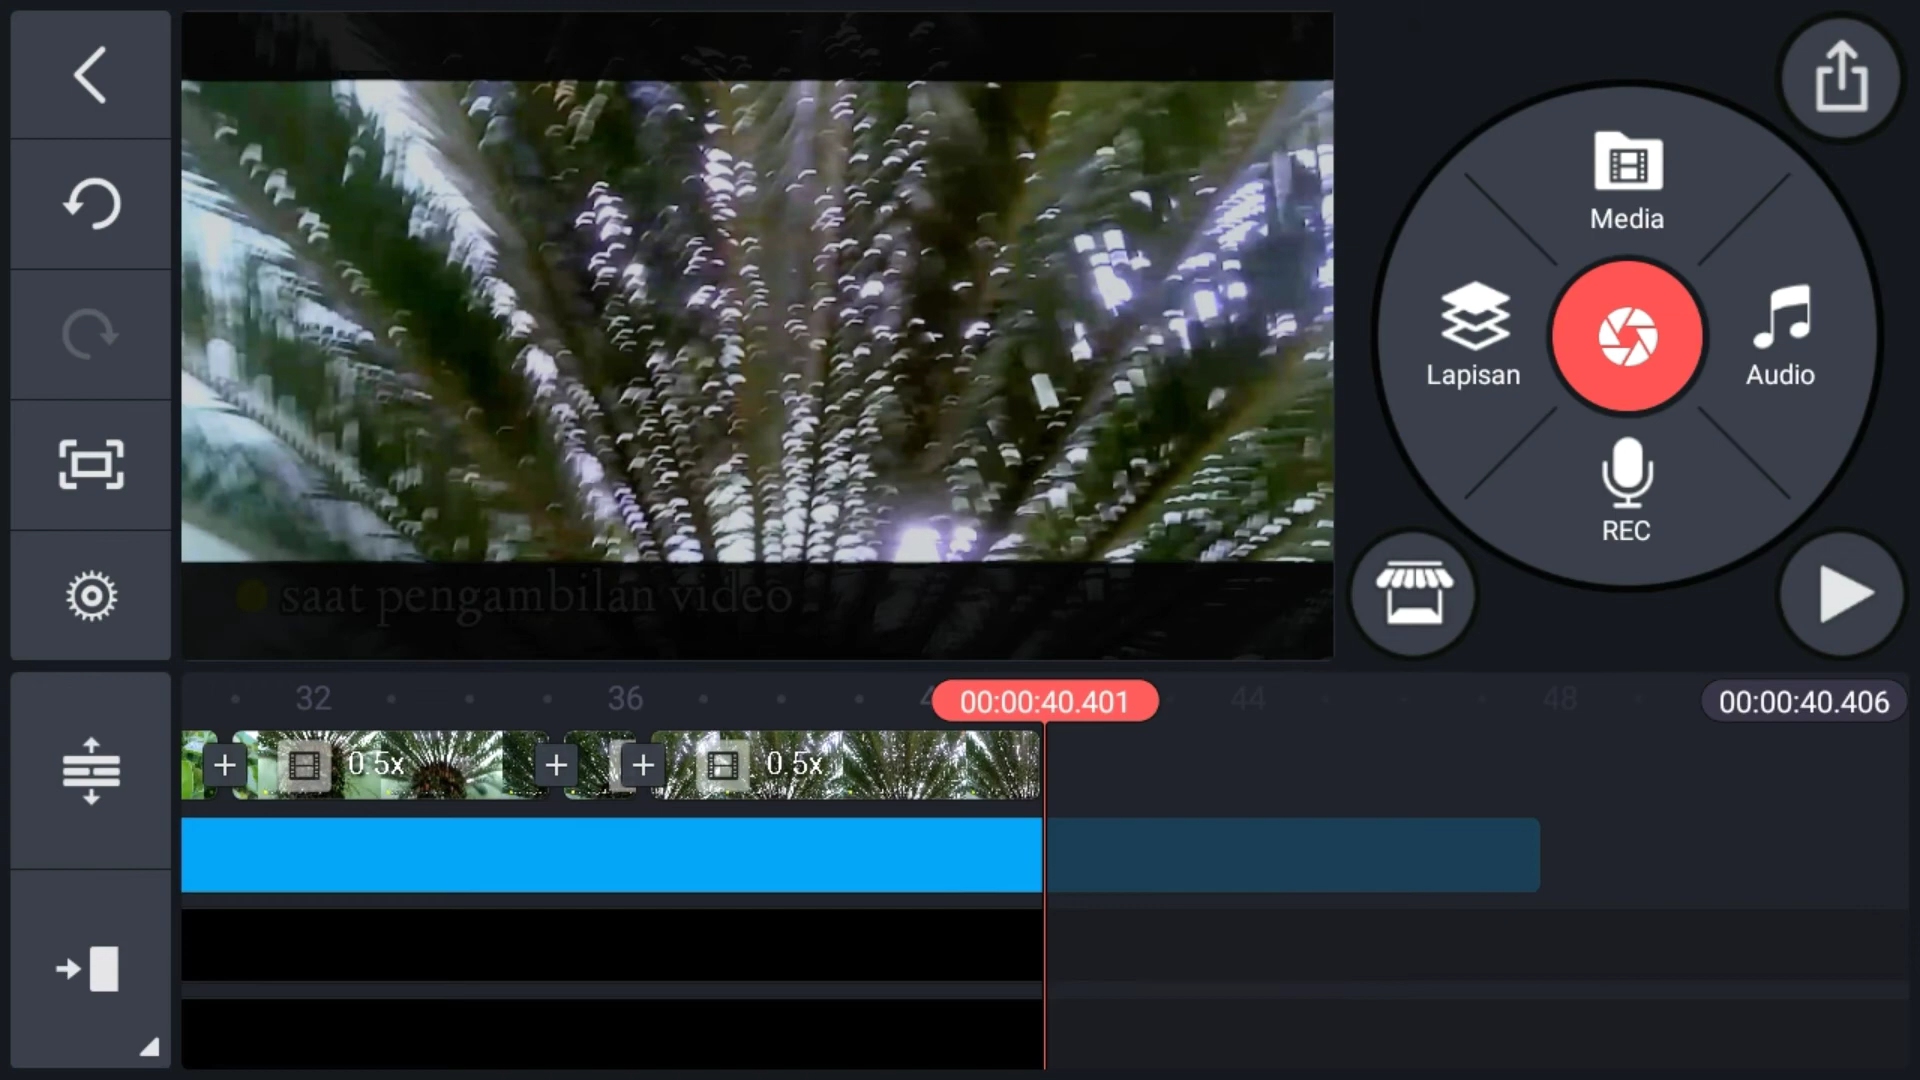 Media
Lapisan
Audio
REC
saat pengambilan video
32
36
00:00:40.401
44
48
00:00:40.406
0.5x
0.5x